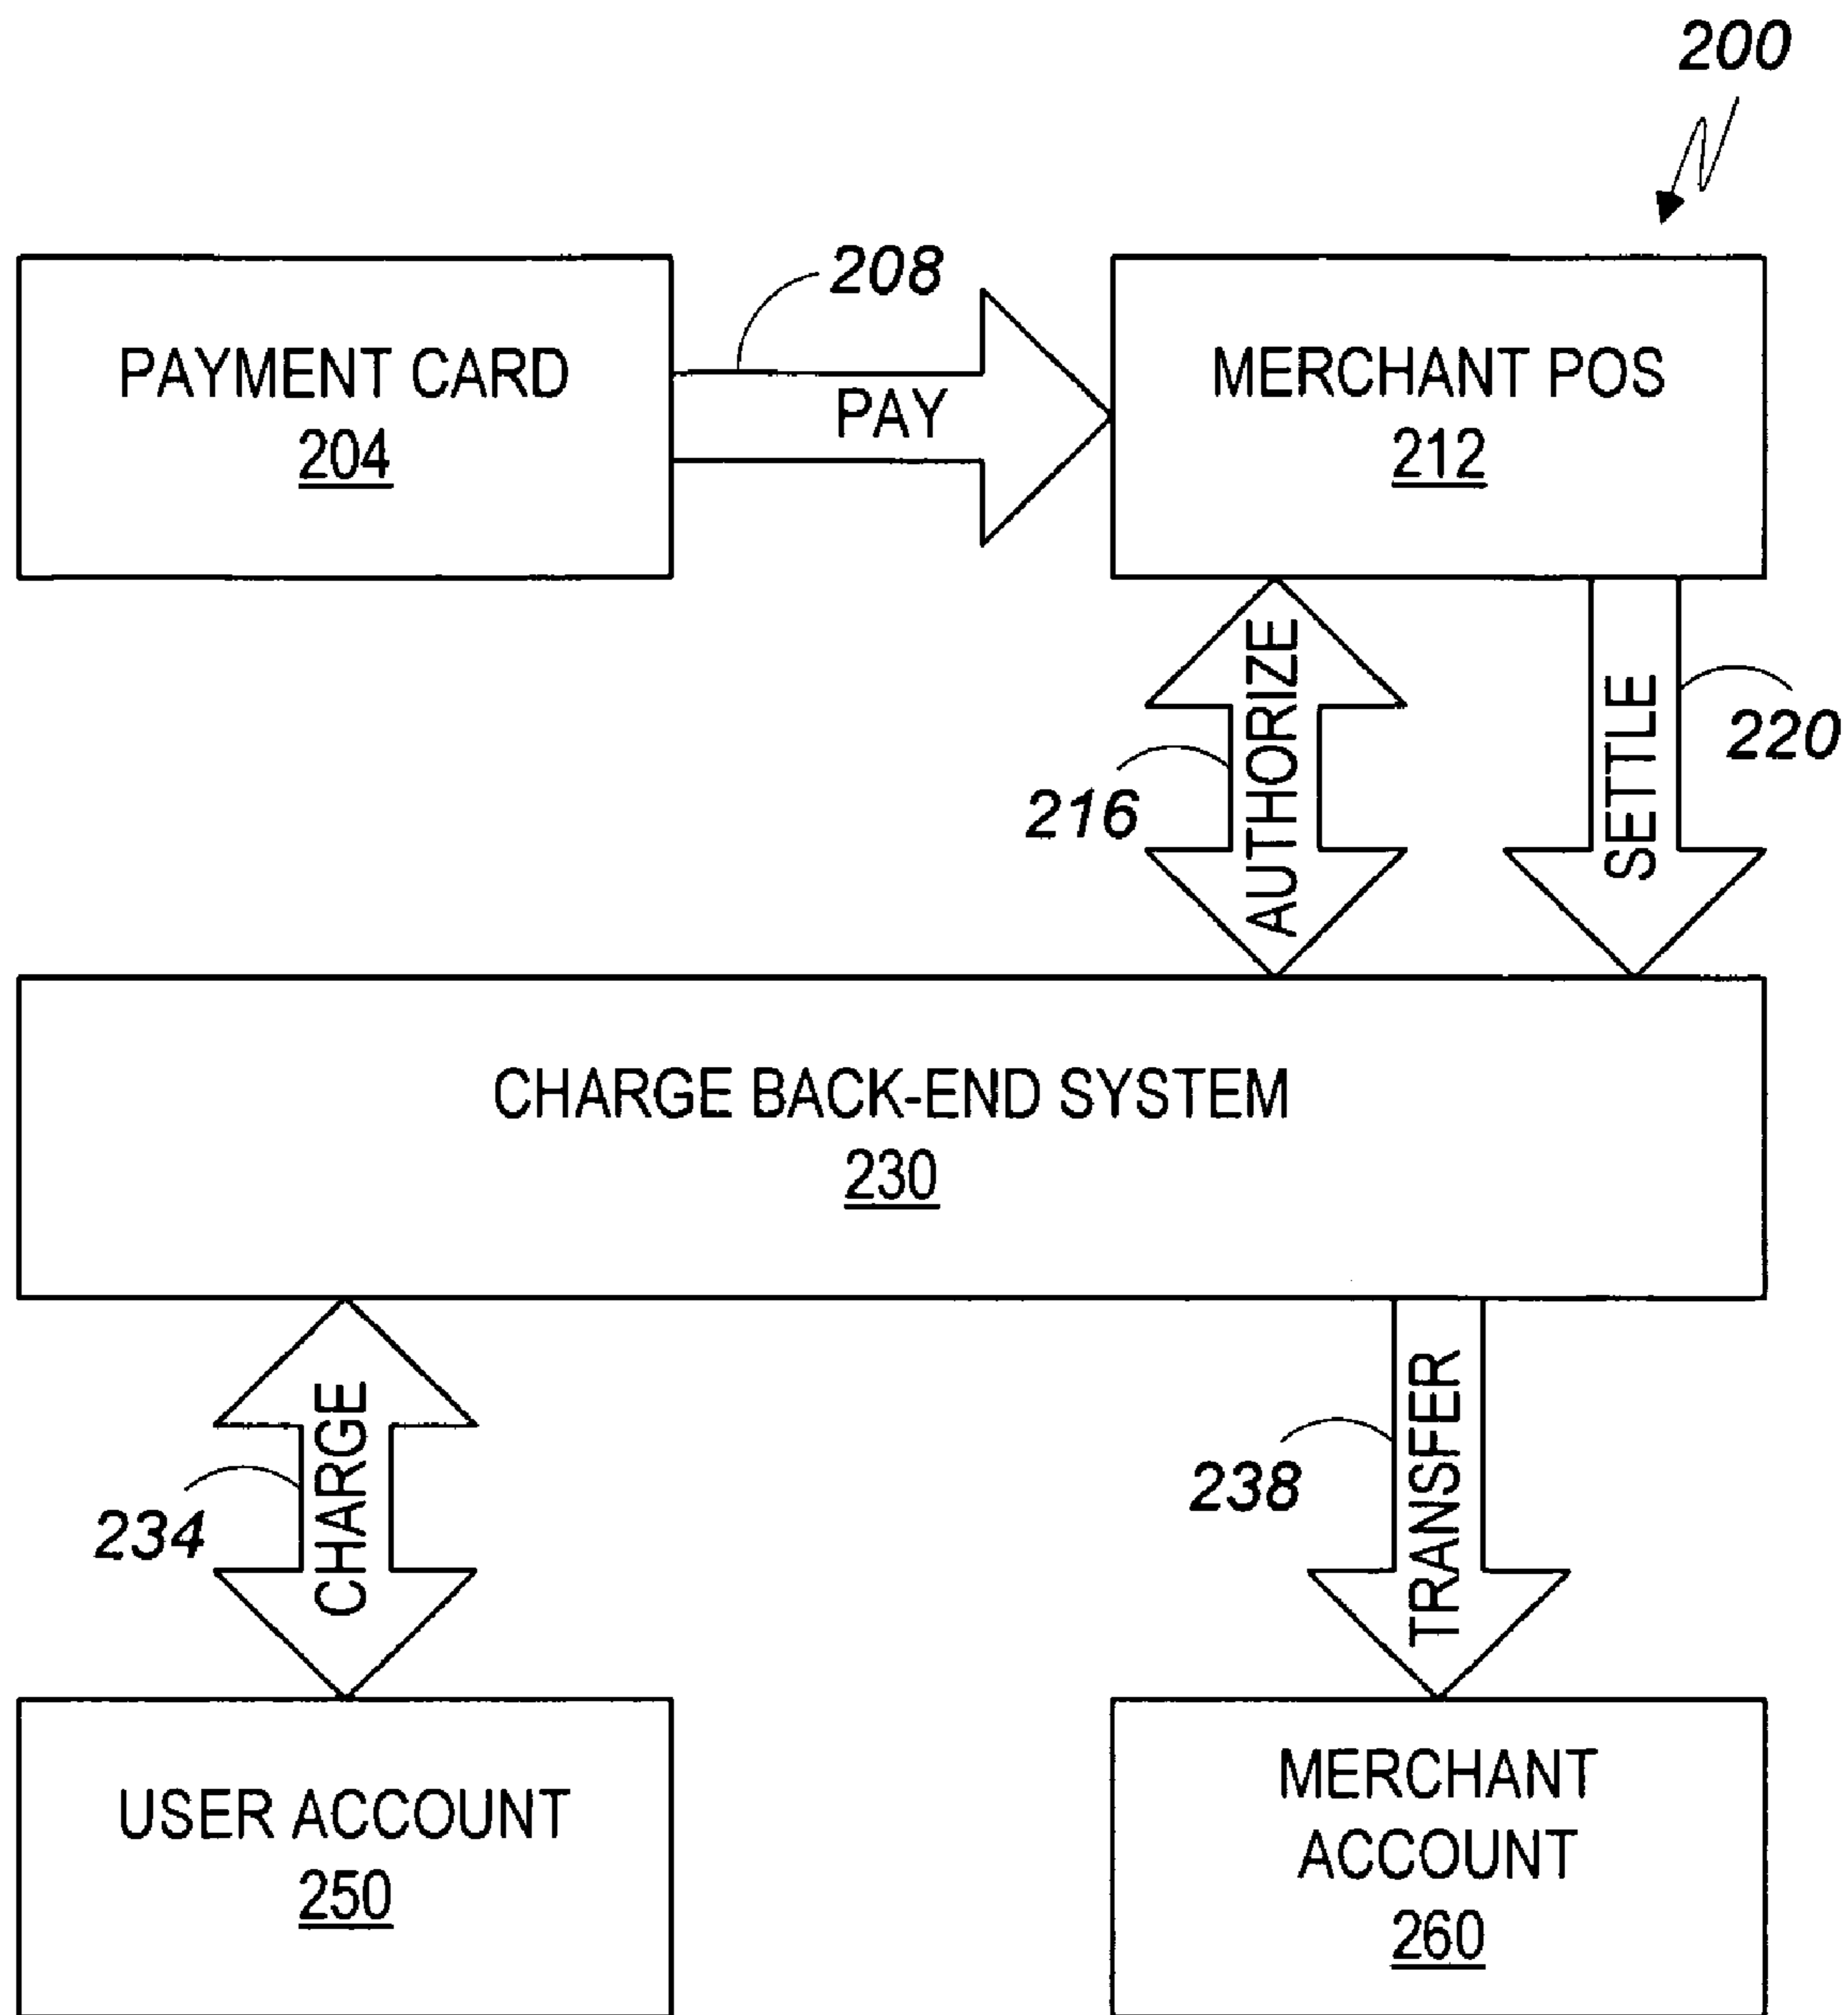 200
208
PAYMENT CARD
204
PAY
MERCHANT POS
212
AUTHORIZE
216
SETTLE
220
CHARGE BACK-END SYSTEM
230
CHARGE
234
TRANSFER
238
USER ACCOUNT
250
MERCHANT
ACCOUNT
260